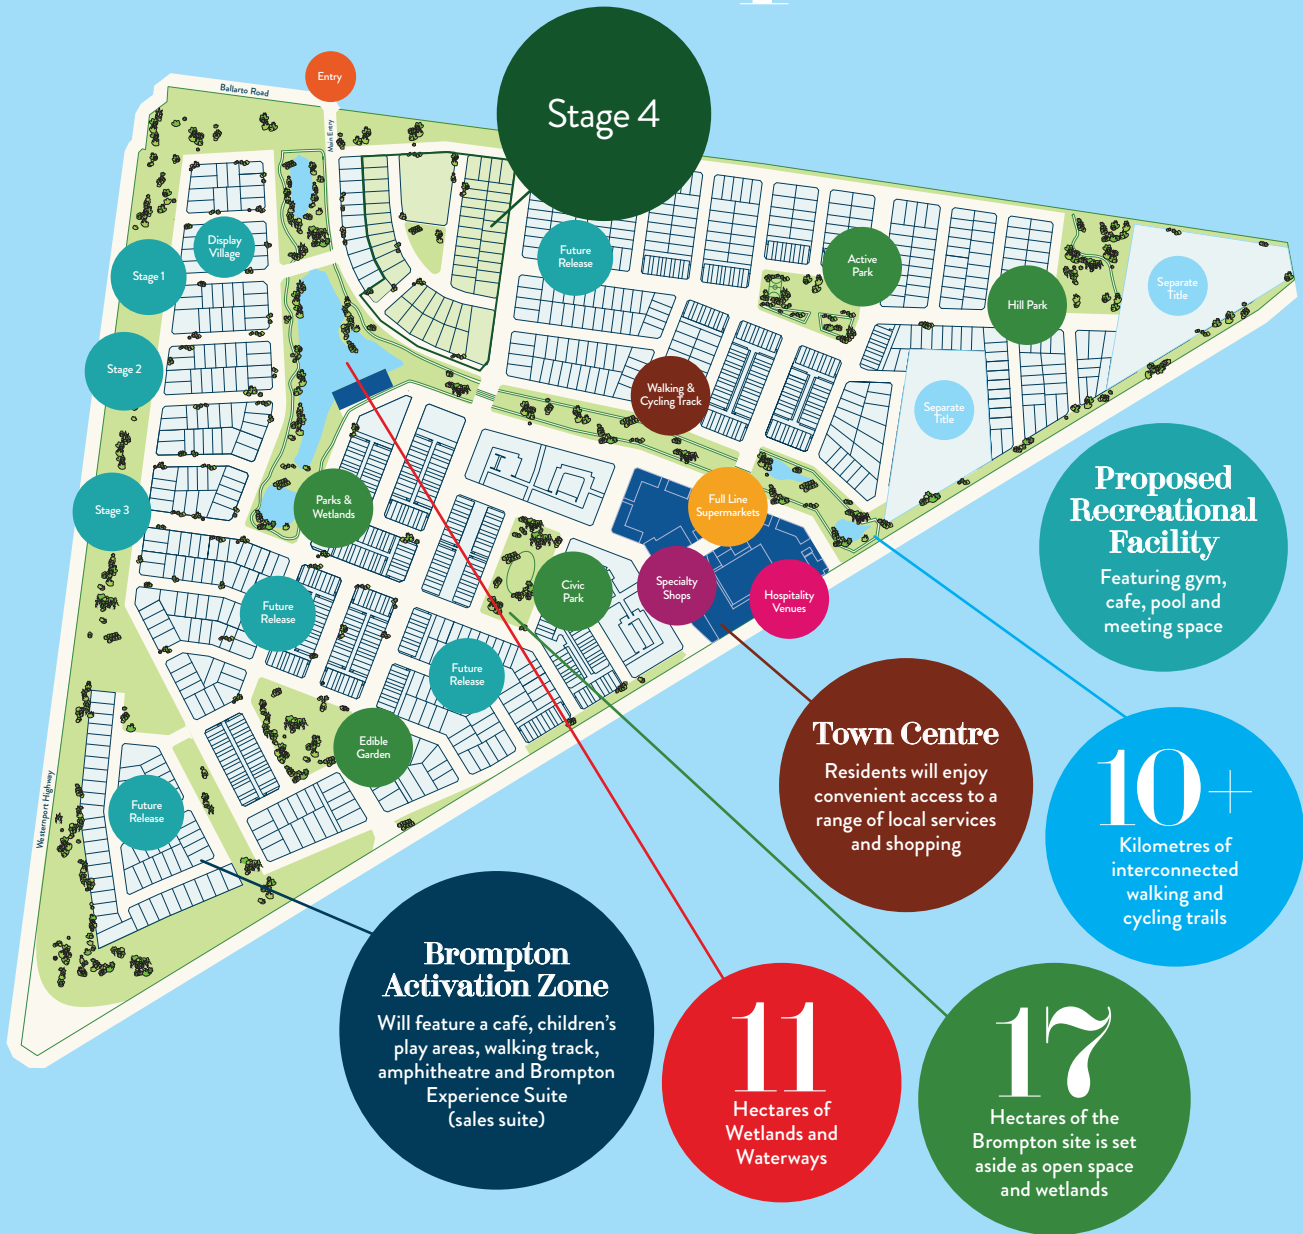 Entry
Ballarto Road
Main Entry
Stage 4
Display
Village
Stage 1
Future
Release
Active
Park
Hill Park
Separate
Title
Stage 2
Walking &
Cycling Track
Separate
Title
Stage 3
Parks &
Wetlands
Full Line
Supermarkets
Proposed
Recreational
Facility
Featuring gym,
cafe, pool and
meeting space
Future
Release
Civic
Park
Specialty
Shops
Hospitality
Venues
Future
Release
Edible
Garden
Westernport Highway
Future
Release
Town Centre
Residents will enjoy
convenient access to a
range of local services
and shopping
10+
Kilometres of
interconnected
walking and
cycling trails
Brompton
Activation Zone
Will feature a café, children's
play areas, walking track,
amphitheatre and Brompton
Experience Suite
(sales suite)
11
Hectares of
Wetlands and
Waterways
17
Hectares of the
Brompton site is set
aside as open space
and wetlands